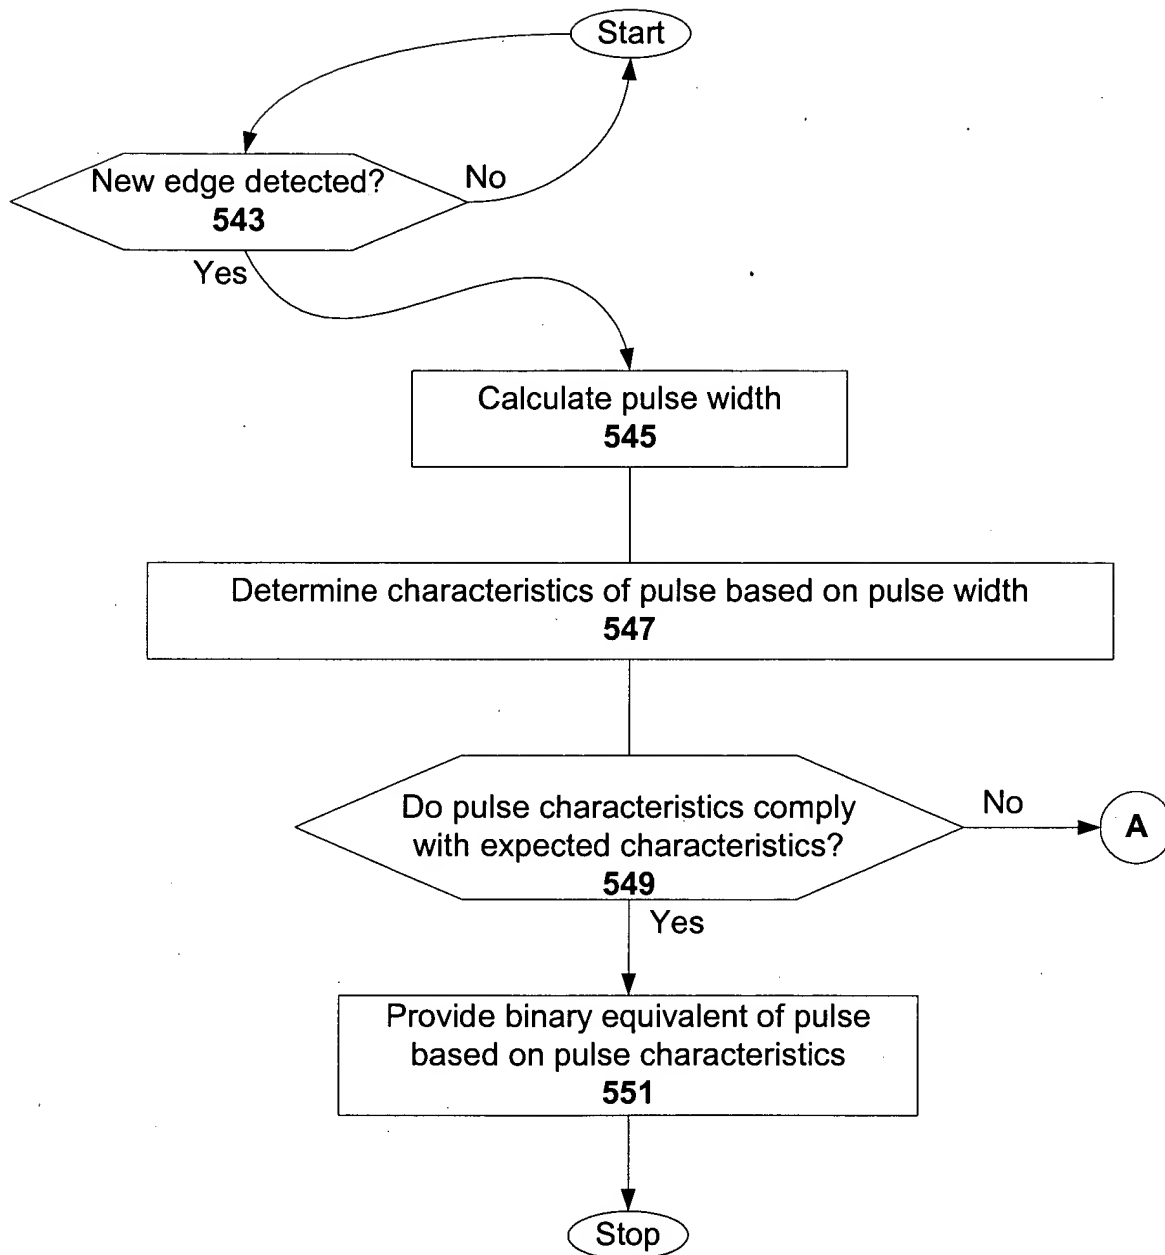 Start
New edge detected?
543
No
Yes
Calculate pulse width
545
Determine characteristics of pulse based on pulse width
547
Do pulse characteristics comply
with expected characteristics?
549
No
A
Yes
Provide binary equivalent of pulse
based on pulse characteristics
551
Stop